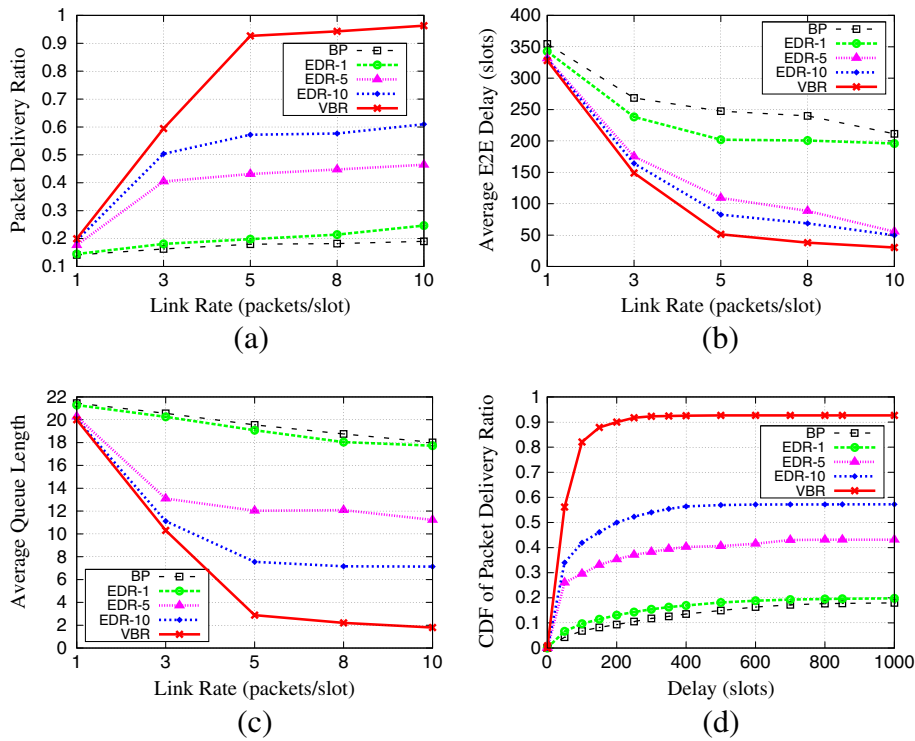 (a)
Packet Delivery Ratio
1
0.9
0.8
0.7
0.6
0.5
0.4
0.3
0.2
0.1
BP
EDR-1
EDR-5
EDR-10
VBR
1 3 5 8 10
Link Rate (packets/slot)
(a)
Average E2E Delay (slots)
400
350
300
250
200
150
100
50
0
BP
EDR-1
EDR-5
EDR-10
VBR
1 3 5 8 10
Link Rate (packets/slot)
(b)
Average Queue Length
22
20
18
16
14
12
10
8
6
4
2
0
BP
EDR-1
EDR-5
EDR-10
VBR
1 3 5 8 10
Link Rate (packets/slot)
(c)
CDF of Packet Delivery Ratio
1
0.9
0.8
0.7
0.6
0.5
0.4
0.3
0.2
0.1
0
BP
EDR-1
EDR-5
EDR-10
VBR
0 200 400 600 800 1000
Delay (slots)
(d)